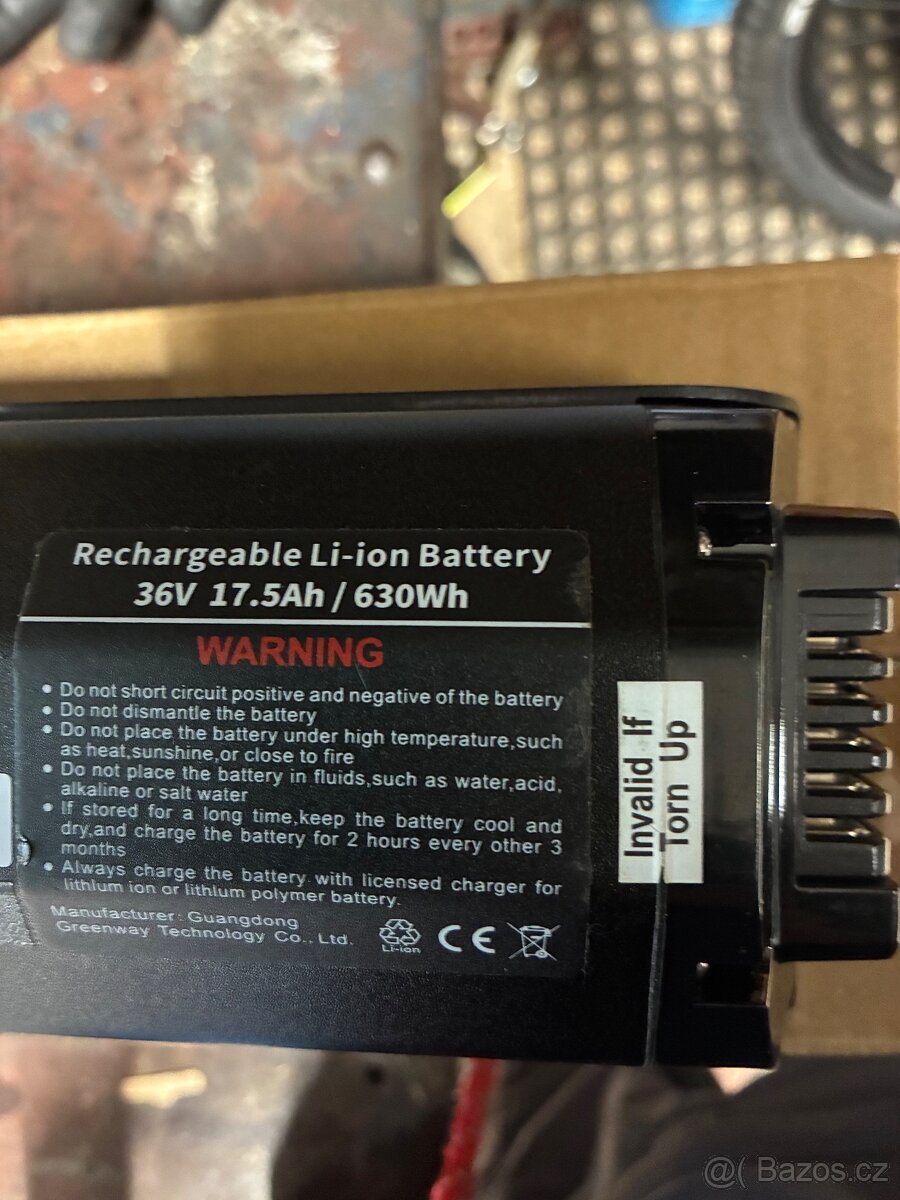 Rechargeable Li-ion Battery
36V 17.5Ah / 630Wh
WARNING
• Do not short circuit positive and negative of the battery
• Do not dismantle the battery
• Do not place the battery under high temperature,such
as heat,sunshine,or close to fire
• Do not place the battery in fluids,such as water,acid,
alkaline or salt water
• If stored for a long time,keep the battery cool and
dry,and charge the battery for 2 hours every other 3
months
• Always charge the battery with licensed charger for
lithium ion or lithium polymer battery.
Manufacturer: Guangdong
Greenway Technology Co., Ltd.
Li-ion
CE
Invalid If
Torn Up
@( Bazos.cz